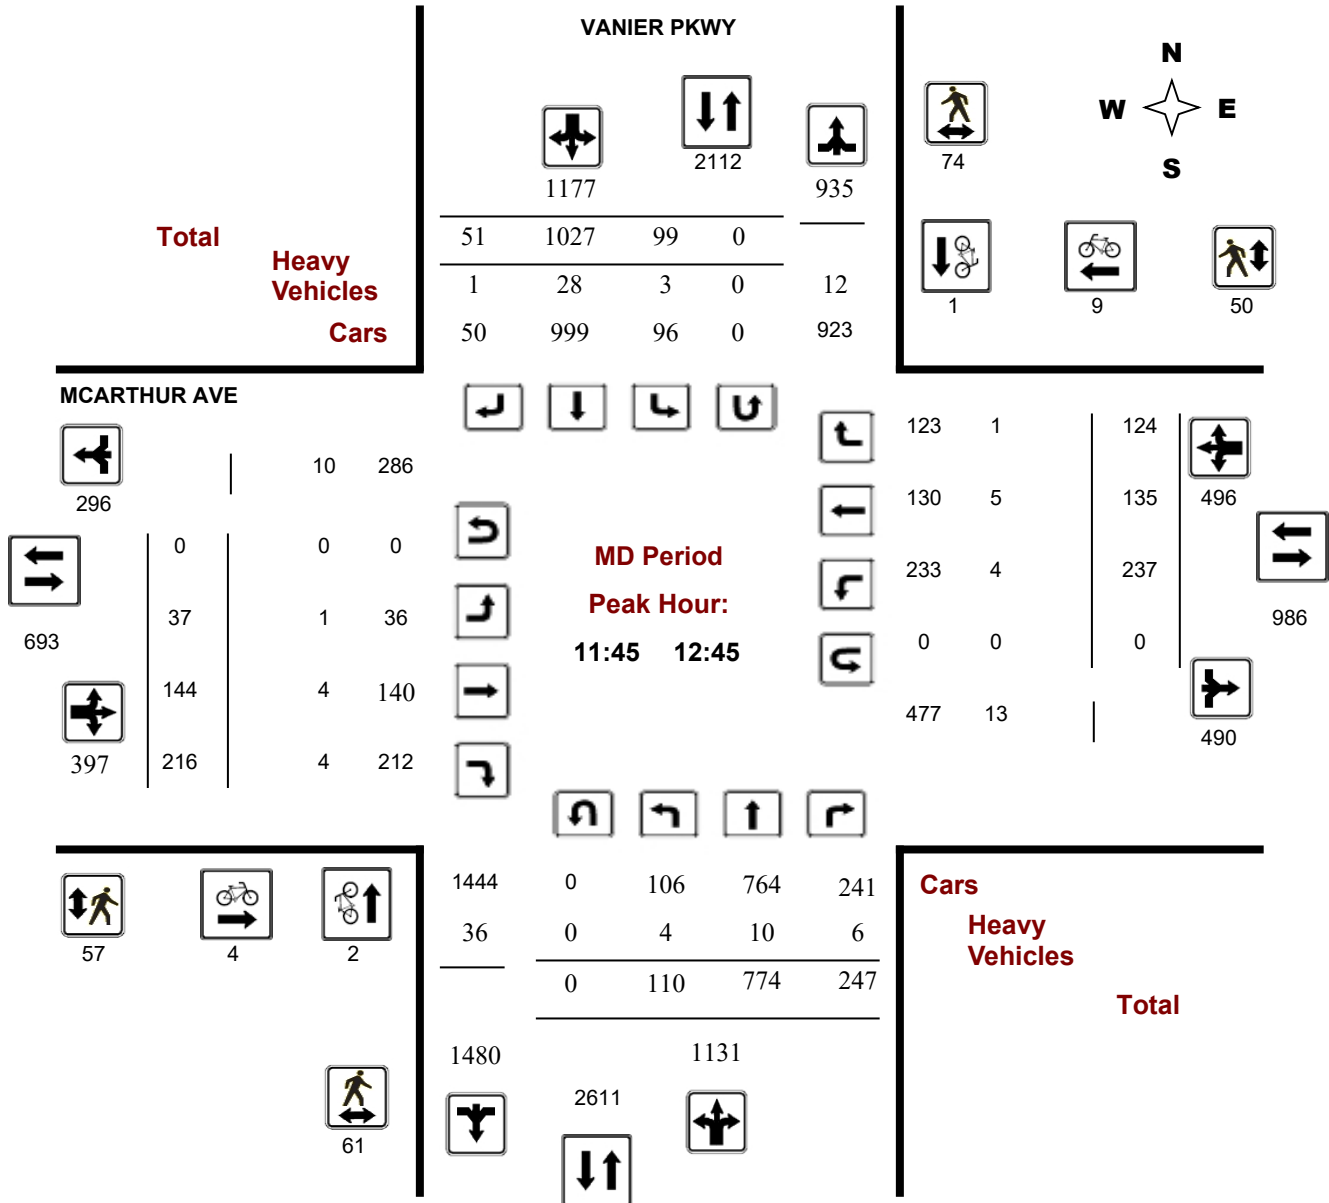 VANIER PKWY
N
W E
S
2112
74
1177 935
Total 51 1027 99 0
Heavy
Vehicles 1 28 3 0 12
1 9 50
Cars 50 999 96 0 923
MCARTHUR AVE
123 1 124
10 286
296
130 5 135 496
0 0 0
MD Period
233 4 237
Peak Hour:
37 1 36
986
693
11:45 12:45
0 0 0
144 4 140
477 13
490
397 216 4 212
1444 0 106 764 241 Cars
36 0 4 10 6 Heavy
Vehicles
57 4 2
0 110 774 247
Total
1480 1131
2611
61